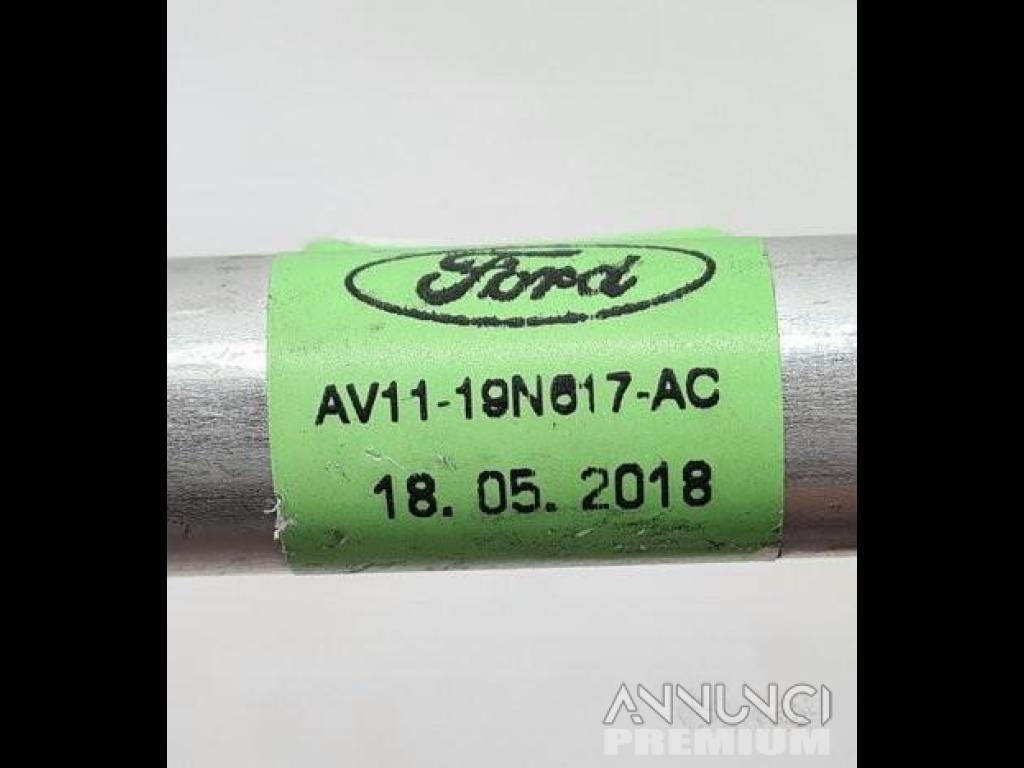 Ford
AV11-19N617-AC
18. 05. 2018
ANNUNCI
PREMIUM